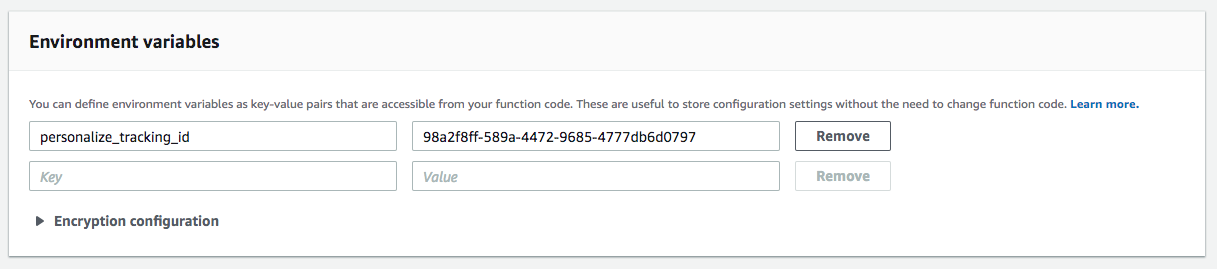 Environment variables
You can define environment variables as key-value pairs that are accessible from your function code. These are useful to store configuration settings without the need to change function code. Learn more.
personalize_tracking_id 98a2f8ff-589a-4472-9685-4777db6d0797 Remove
Key Value Remove
Encryption configuration